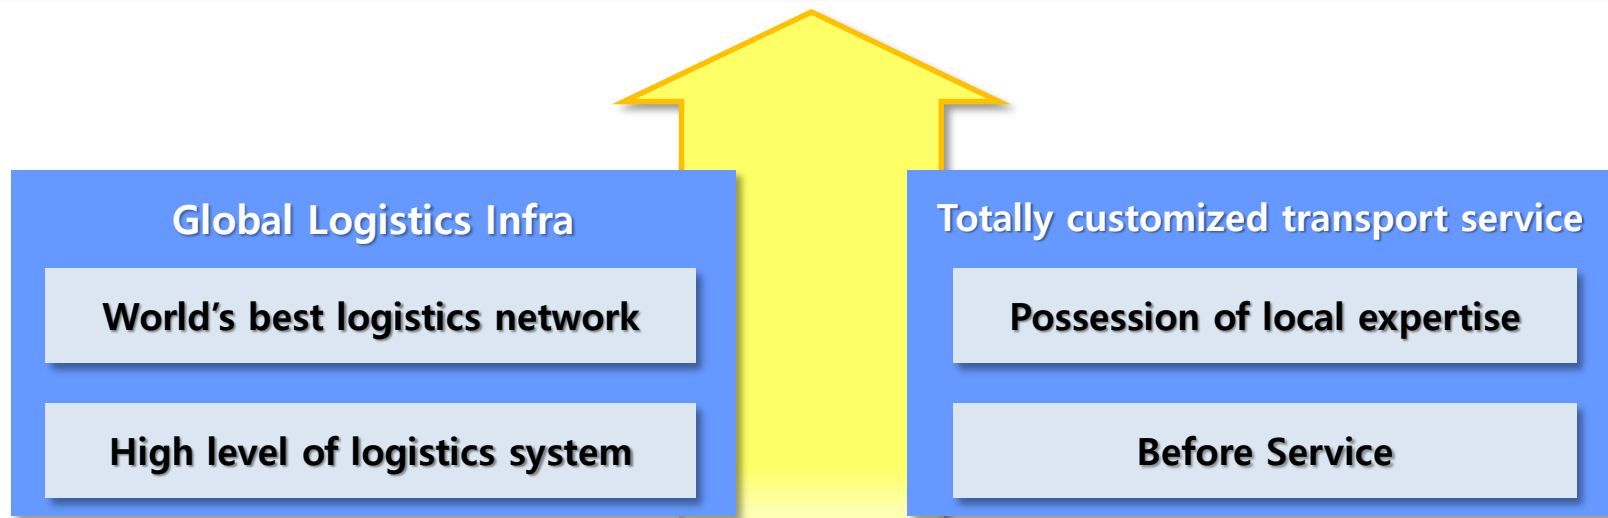 Global Logistics Infra
World’s best logistics network
High level of logistics system
Totally customized transport service
Possession of local expertise
Before Service